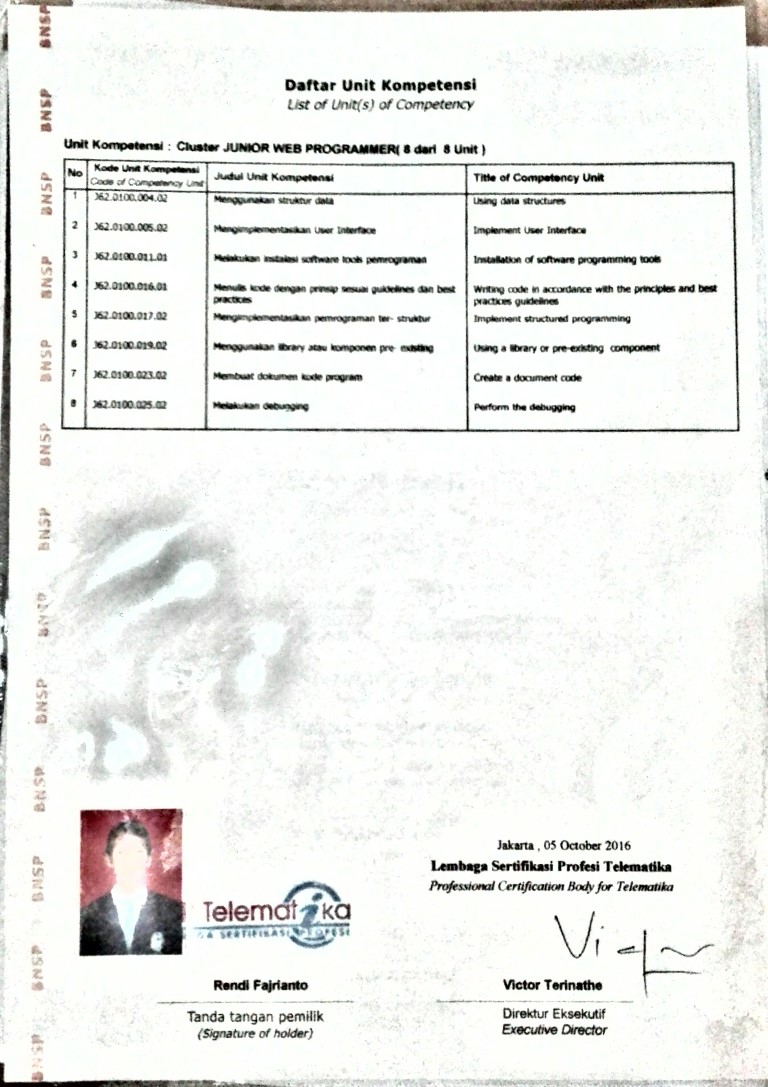 Daftar Unit Kompetensi
List of Unit(s) of Competency
Unit Kompetensi : Cluster JUNIOR WEB PROGRAMMER( 8 dari 8 Unit )
No Kode Unit Kompetensi Judul Unit Kompetensi Title of Competency Unit
Code of Competency Unit
1 J62.0100.004.02 Menggunakan struktur data Using data structures
2 J62.0100.005.02 Mengimplementasikan User Interface Implement User Interface
3 J62.0100.011.01 Melakukan instalasi software tools pemrograman Installation of software programming tools
4 J62.0100.016.01 Menulis kode dengan prinsip sesuai guidelines dan best Writing code in accordance with the principles and best
practices practices guidelines
5 J62.0100.017.02 Mengimplementasikan pemrograman ter- struktur Implement structured programming
6 J62.0100.019.02 Menggunakan library atau komponen pre- existing Using a library or pre-existing component
7 J62.0100.023.02 Membuat dokumen kode program Create a document code
8 J62.0100.025.02 Melakukan debugging Perform the debugging
BNSP
BNSP
BNSP
BNSP
BNSP
BNSP
BNSP
BNSP
BNSP
BNSP
BNSP
BNSP
Jakarta , 05 October 2016
Lembaga Sertifikasi Profesi Telematika
Professional Certification Body for Telematika
Telematika
SERTIFIKASI PROFESI
Rendi Fajrianto Victor Terinathe
Tanda tangan pemilik Direktur Eksekutif
(Signature of holder) Executive Director